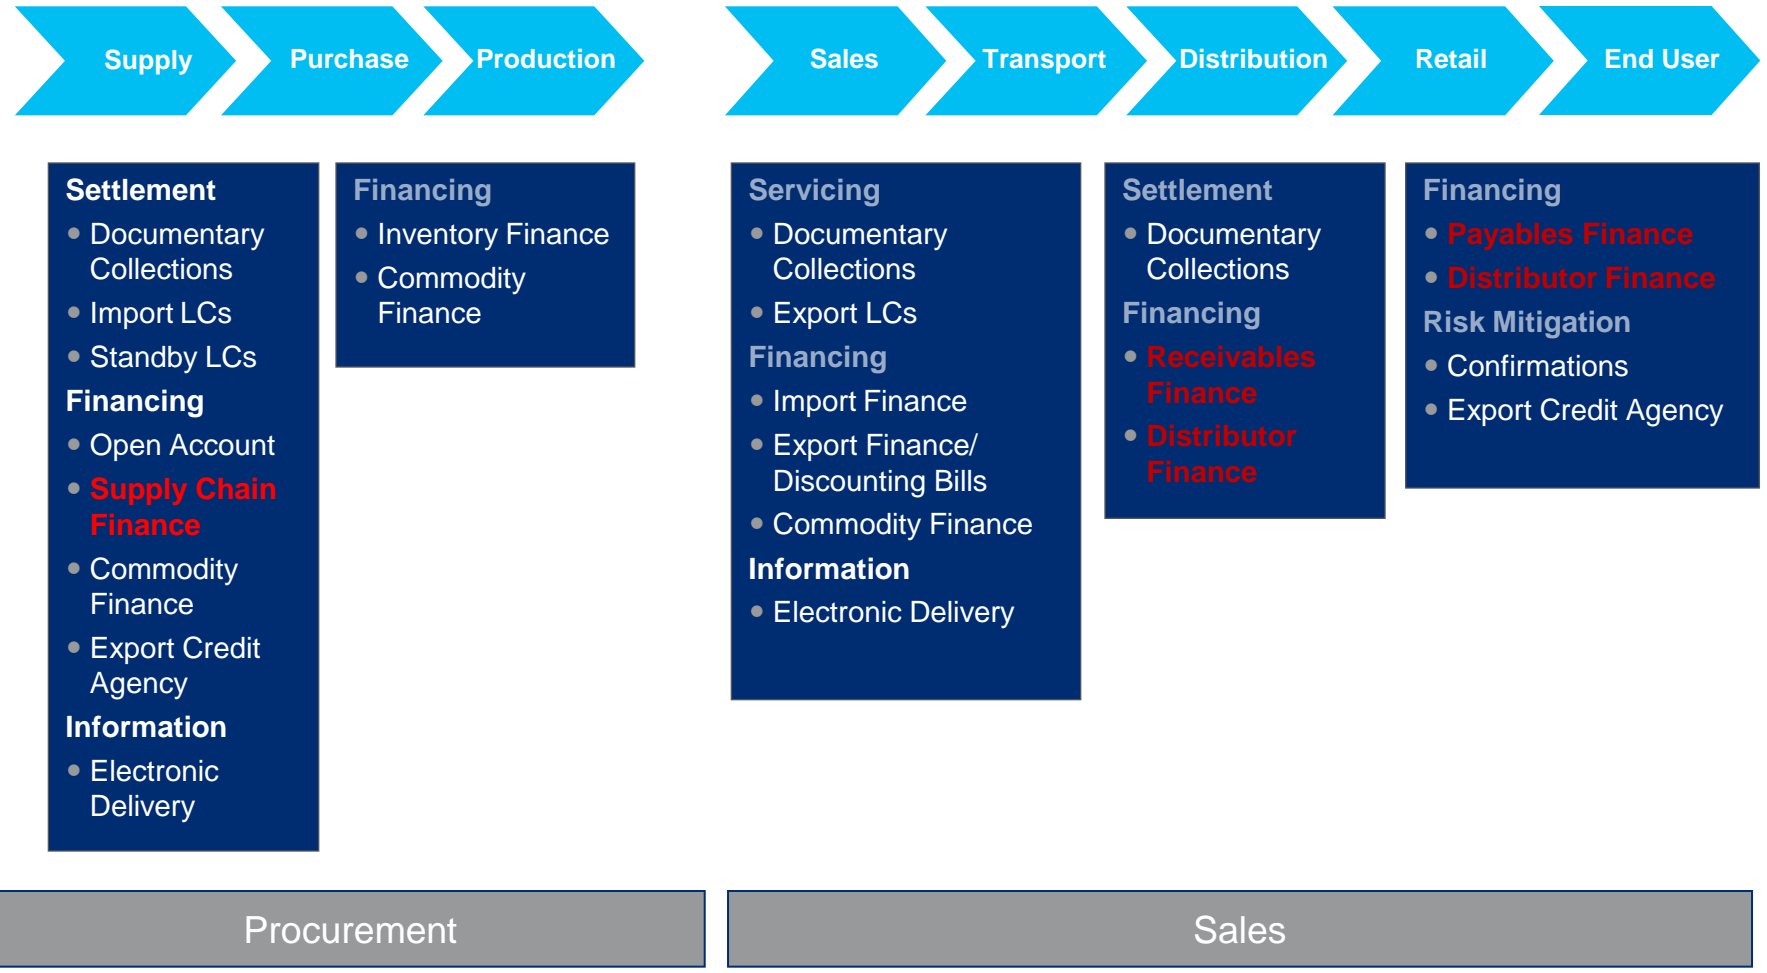 Supply
Purchase
Production
Sales
Transport
Distribution
Retail
End User
Settlement
• Documentary
Collections
• Import LCs
• Standby LCs
Financing
• Open Account
• Supply Chain
Finance
• Commodity
Finance
• Export Credit
Agency
Information
• Electronic
Delivery
Financing
• Inventory Finance
• Commodity
Finance
Servicing
• Documentary
Collections
• Export LCs
Financing
• Import Finance
• Export Finance/
Discounting Bills
• Commodity Finance
Information
• Electronic Delivery
Settlement
• Documentary
Collections
Financing
• Receivables
Finance
• Distributor
Finance
Financing
• Payables Finance
• Distributor Finance
Risk Mitigation
• Confirmations
• Export Credit Agency
Procurement
Sales